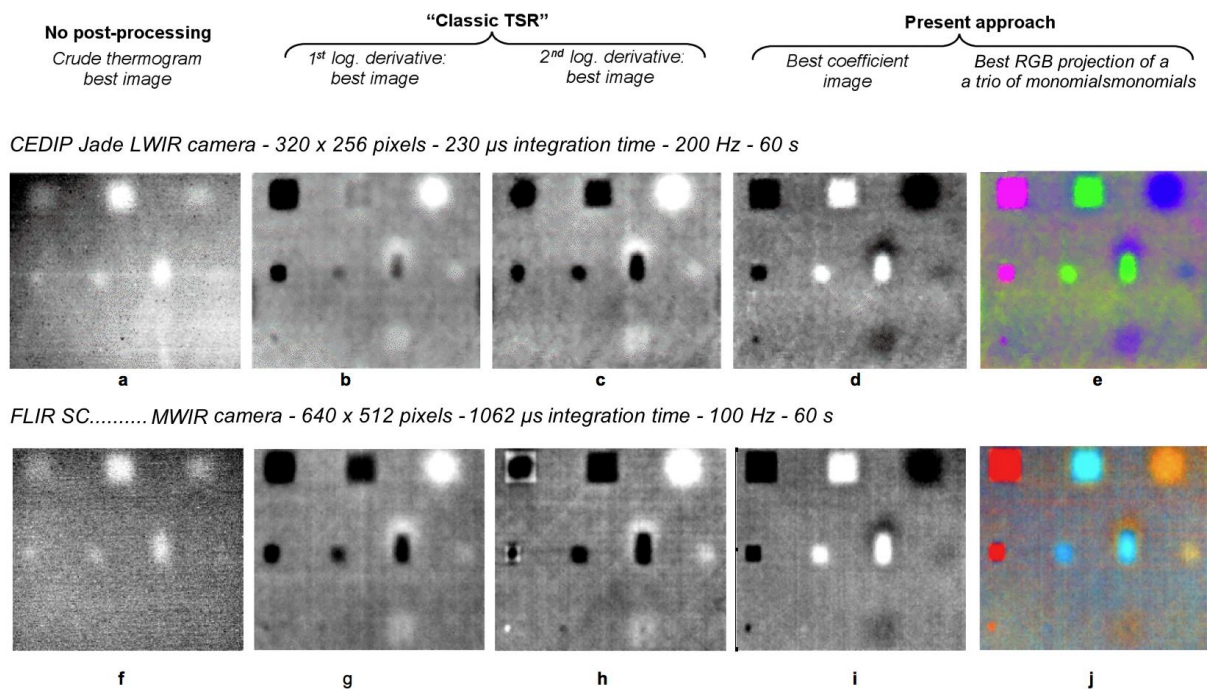 No post-processing
Crude thermogram
best image
“Classic TSR”
1st log. derivative:
best image
2nd log. derivative:
best image
Present approach
Best coefficient
image
Best RGB projection of a
a trio of monomialsmonomials
CEDIP Jade LWIR camera - 320 x 256 pixels - 230 µs integration time - 200 Hz - 60 s
a b c d e
FLIR SC.......... MWIR camera - 640 x 512 pixels - 1062 µs integration time - 100 Hz - 60 s
f g h i j